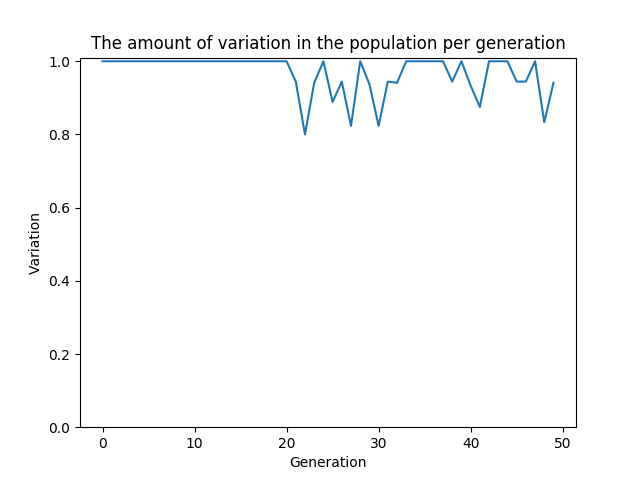 The amount of variation in the population per generation
1.0
0.8
0.6
0.4
0.2
0.0
Variation
0 10 20 30 40 50
Generation